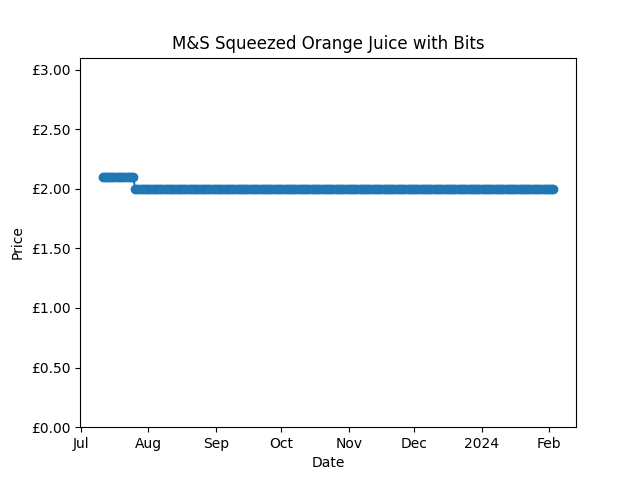 M&S Squeezed Orange Juice with Bits
£3.00
£2.50
£2.00
£1.50
£1.00
£0.50
£0.00
Price
Jul Aug Sep Oct Nov Dec 2024 Feb
Date